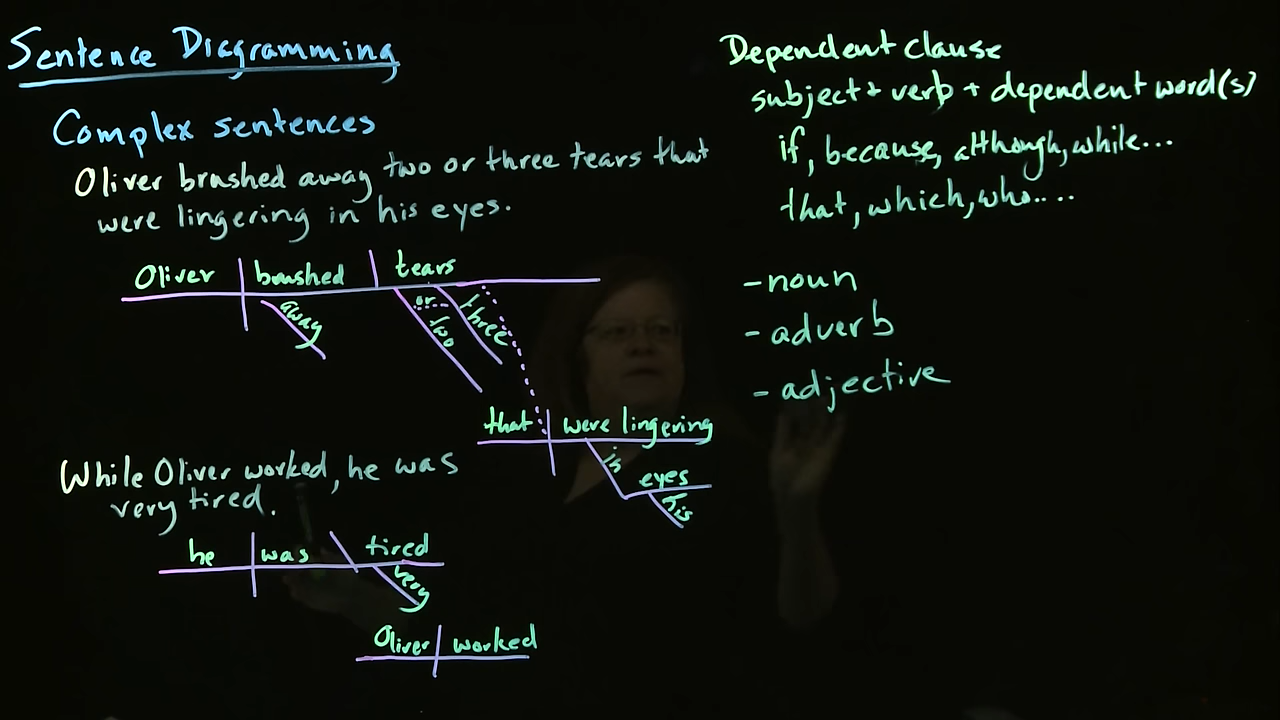 Sentence Diagramming
Complex sentences
Oliver brushed away two or three tears that
were lingering in his eyes.
Oliver brushed tears
away
or
two
three
that were lingering
in
eyes
his
While Oliver worked, he was
very tired.
he was tired
very
Oliver worked
Dependent clause
subject + verb + dependent word(s)
if, because, although, while...
that, which, who....
- noun
- adverb
- adjective